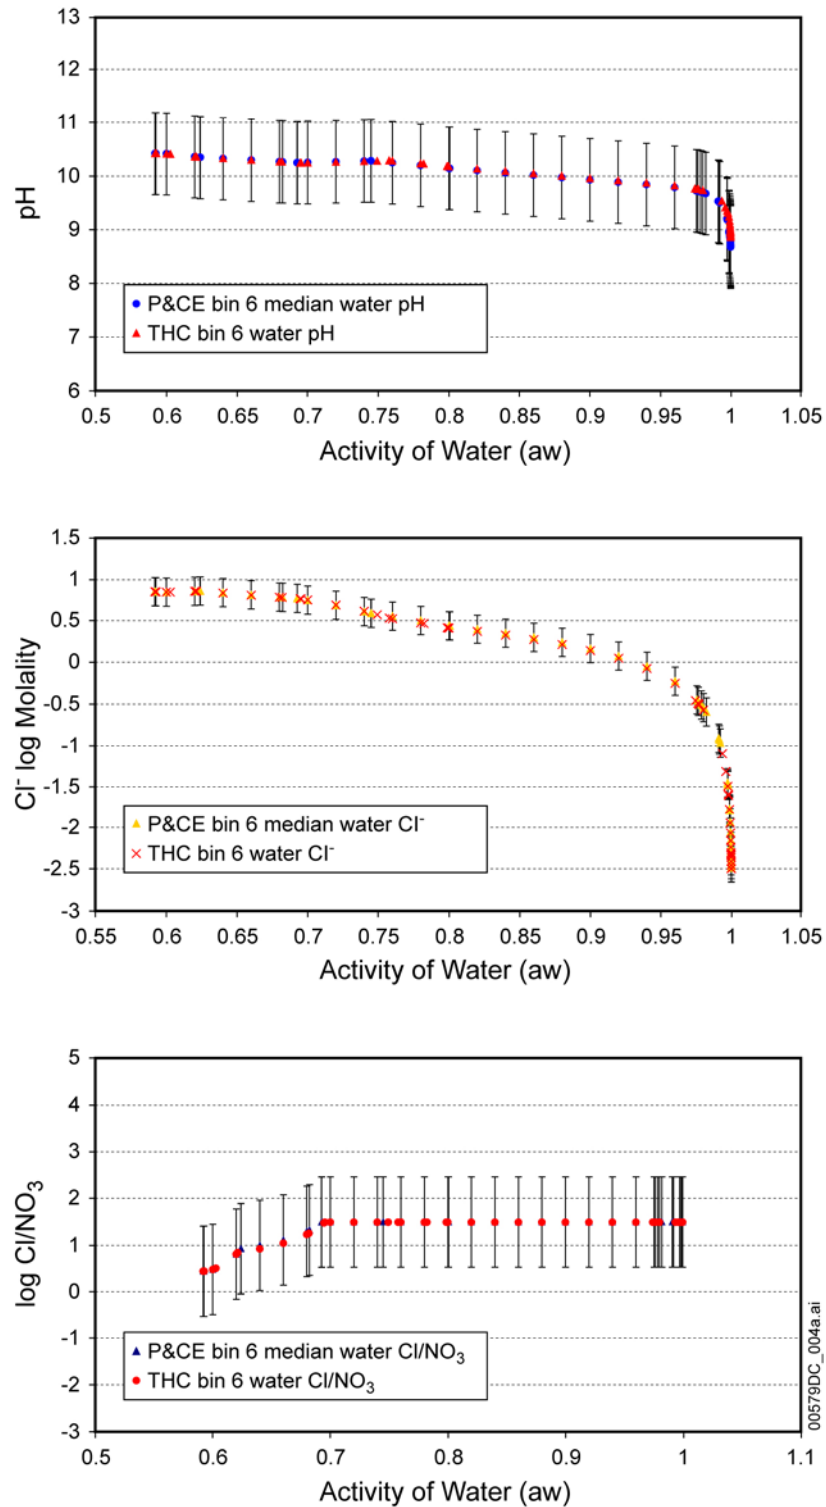 13
12
11
10
9
8
7
6
pH
P&CE bin 6 median water pH
THC bin 6 water pH
0.5 0.6 0.65 0.7 0.75 0.8 0.85 0.9 0.95 1 1.05
Activity of Water (aw)
1.5
1
0.5
0
-0.5
-1
-1.5
-2
-2.5
-3
Cl⁻ log Molality
P&CE bin 6 median water Cl⁻
THC bin 6 water Cl⁻
0.55 0.6 0.65 0.7 0.75 0.8 0.85 0.9 0.95 1 1.05
Activity of Water (aw)
5
4
3
2
1
0
-1
-2
-3
log Cl/NO₃
P&CE bin 6 median water Cl/NO₃
THC bin 6 water Cl/NO₃
0.5 0.6 0.7 0.8 0.9 1 1.1
Activity of Water (aw)
00579DC_004a.ai